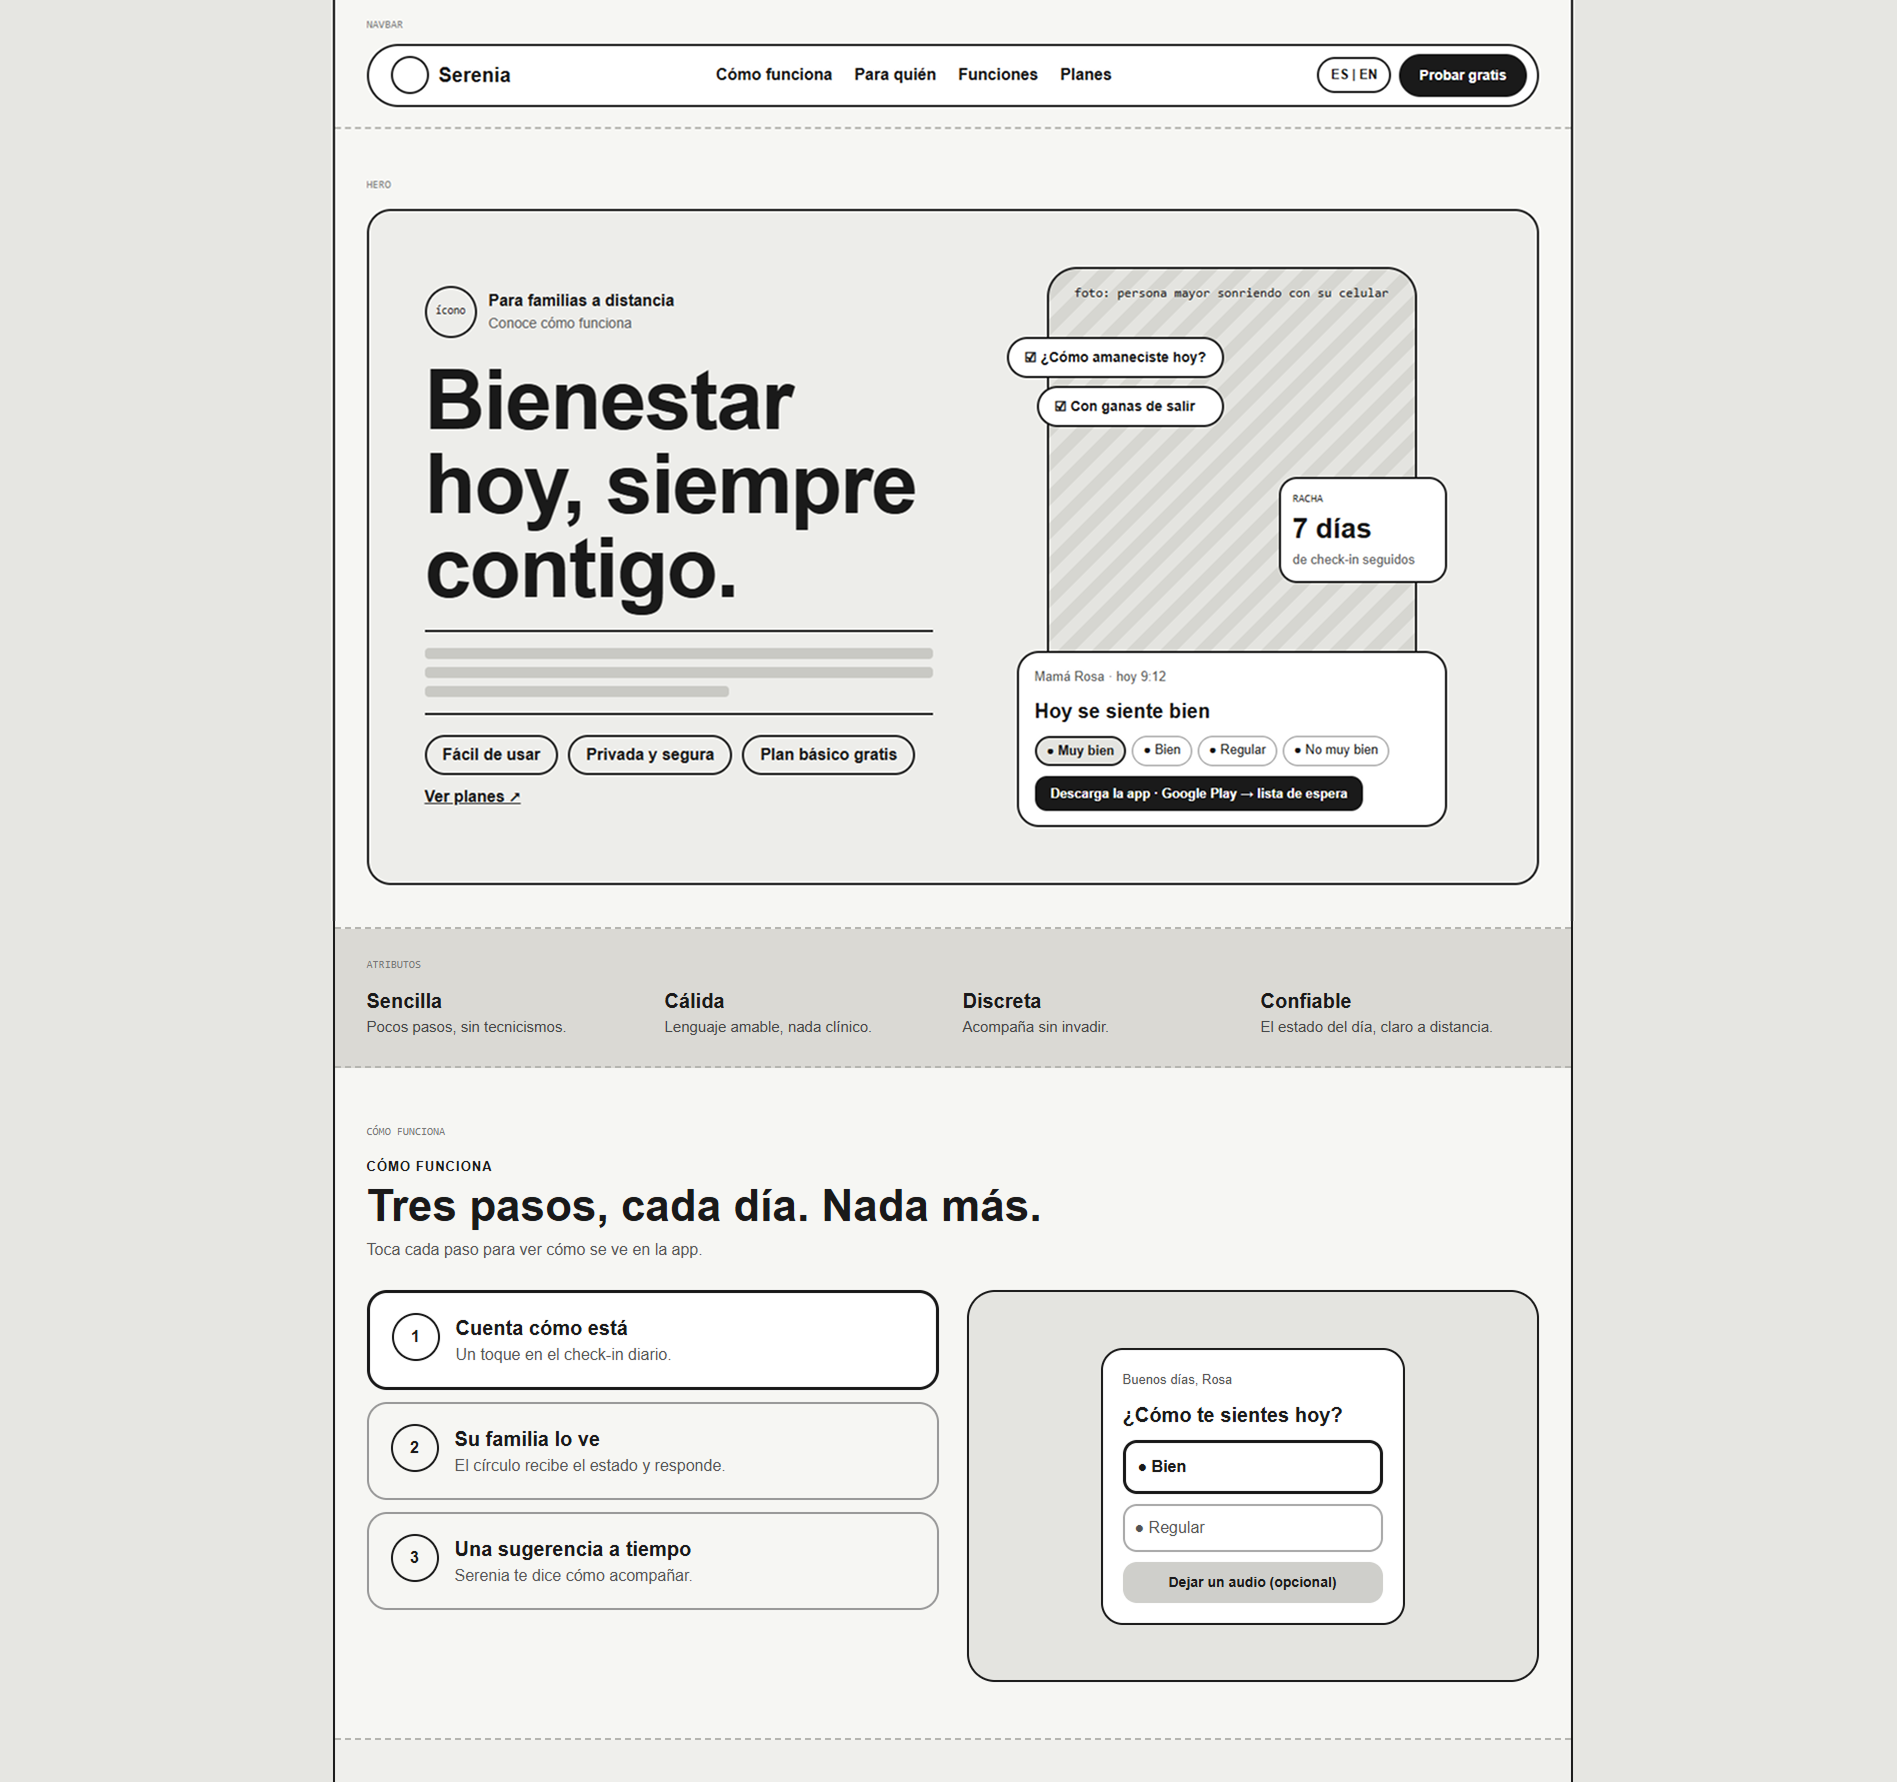 NAVBAR
Serenia
Cómo funciona Para quién Funciones Planes
ES | EN
Probar gratis
HERO
ícono
Para familias a distancia
Conoce cómo funciona
Bienestar
hoy, siempre
contigo.
Fácil de usar
Privada y segura
Plan básico gratis
Ver planes ↗
foto: persona mayor sonriendo con su celular
☑ ¿Cómo amaneciste hoy?
☑ Con ganas de salir
RACHA
7 días
de check-in seguidos
Mamá Rosa · hoy 9:12
Hoy se siente bien
● Muy bien
● Bien
● Regular
● No muy bien
Descarga la app · Google Play → lista de espera
ATRIBUTOS
Sencilla
Pocos pasos, sin tecnicismos.
Cálida
Lenguaje amable, nada clínico.
Discreta
Acompaña sin invadir.
Confiable
El estado del día, claro a distancia.
CÓMO FUNCIONA
CÓMO FUNCIONA
Tres pasos, cada día. Nada más.
Toca cada paso para ver cómo se ve en la app.
1
Cuenta cómo está
Un toque en el check-in diario.
2
Su familia lo ve
El círculo recibe el estado y responde.
3
Una sugerencia a tiempo
Serenia te dice cómo acompañar.
Buenos días, Rosa
¿Cómo te sientes hoy?
● Bien
● Regular
Dejar un audio (opcional)